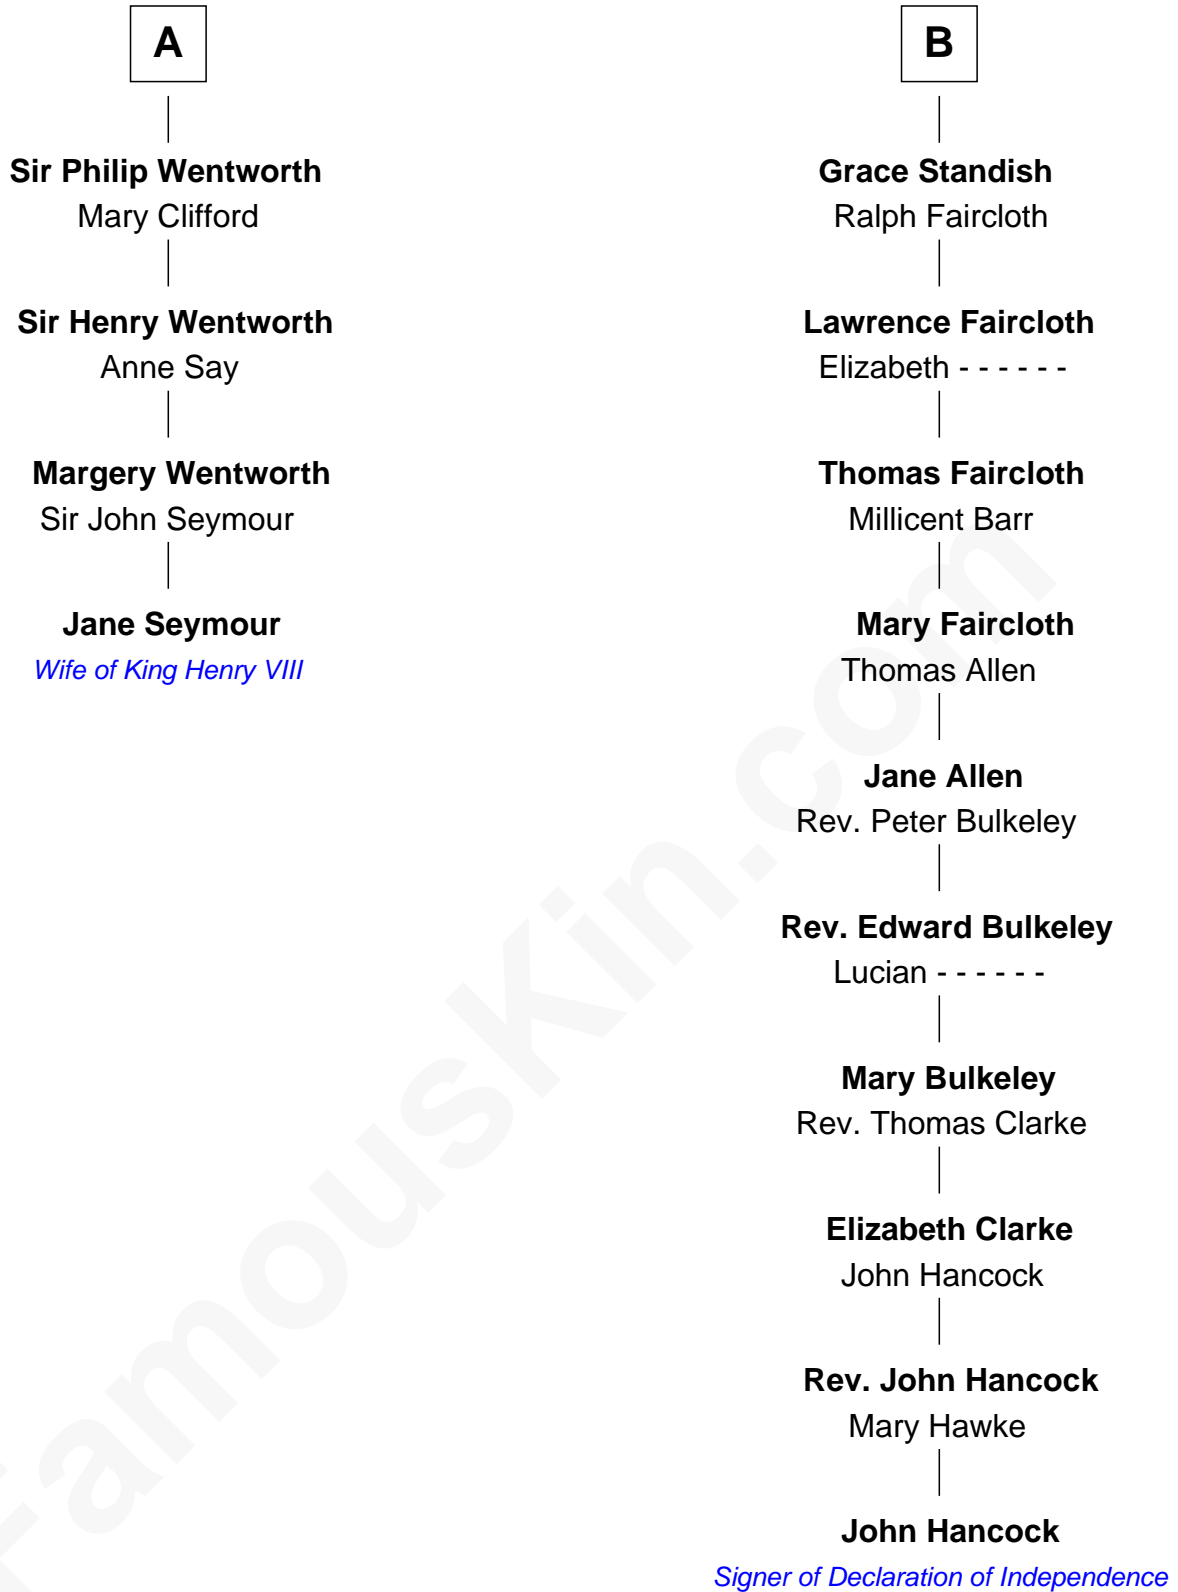 A
Sir Philip Wentworth
Mary Clifford
Sir Henry Wentworth
Anne Say
Margery Wentworth
Sir John Seymour
Jane Seymour
Wife of King Henry VIII
B
Grace Standish
Ralph Faircloth
Lawrence Faircloth
Elizabeth - - - - - -
Thomas Faircloth
Millicent Barr
Mary Faircloth
Thomas Allen
Jane Allen
Rev. Peter Bulkeley
Rev. Edward Bulkeley
Lucian - - - - - -
Mary Bulkeley
Rev. Thomas Clarke
Elizabeth Clarke
John Hancock
Rev. John Hancock
Mary Hawke
John Hancock
Signer of Declaration of Independence
FamousKin.com